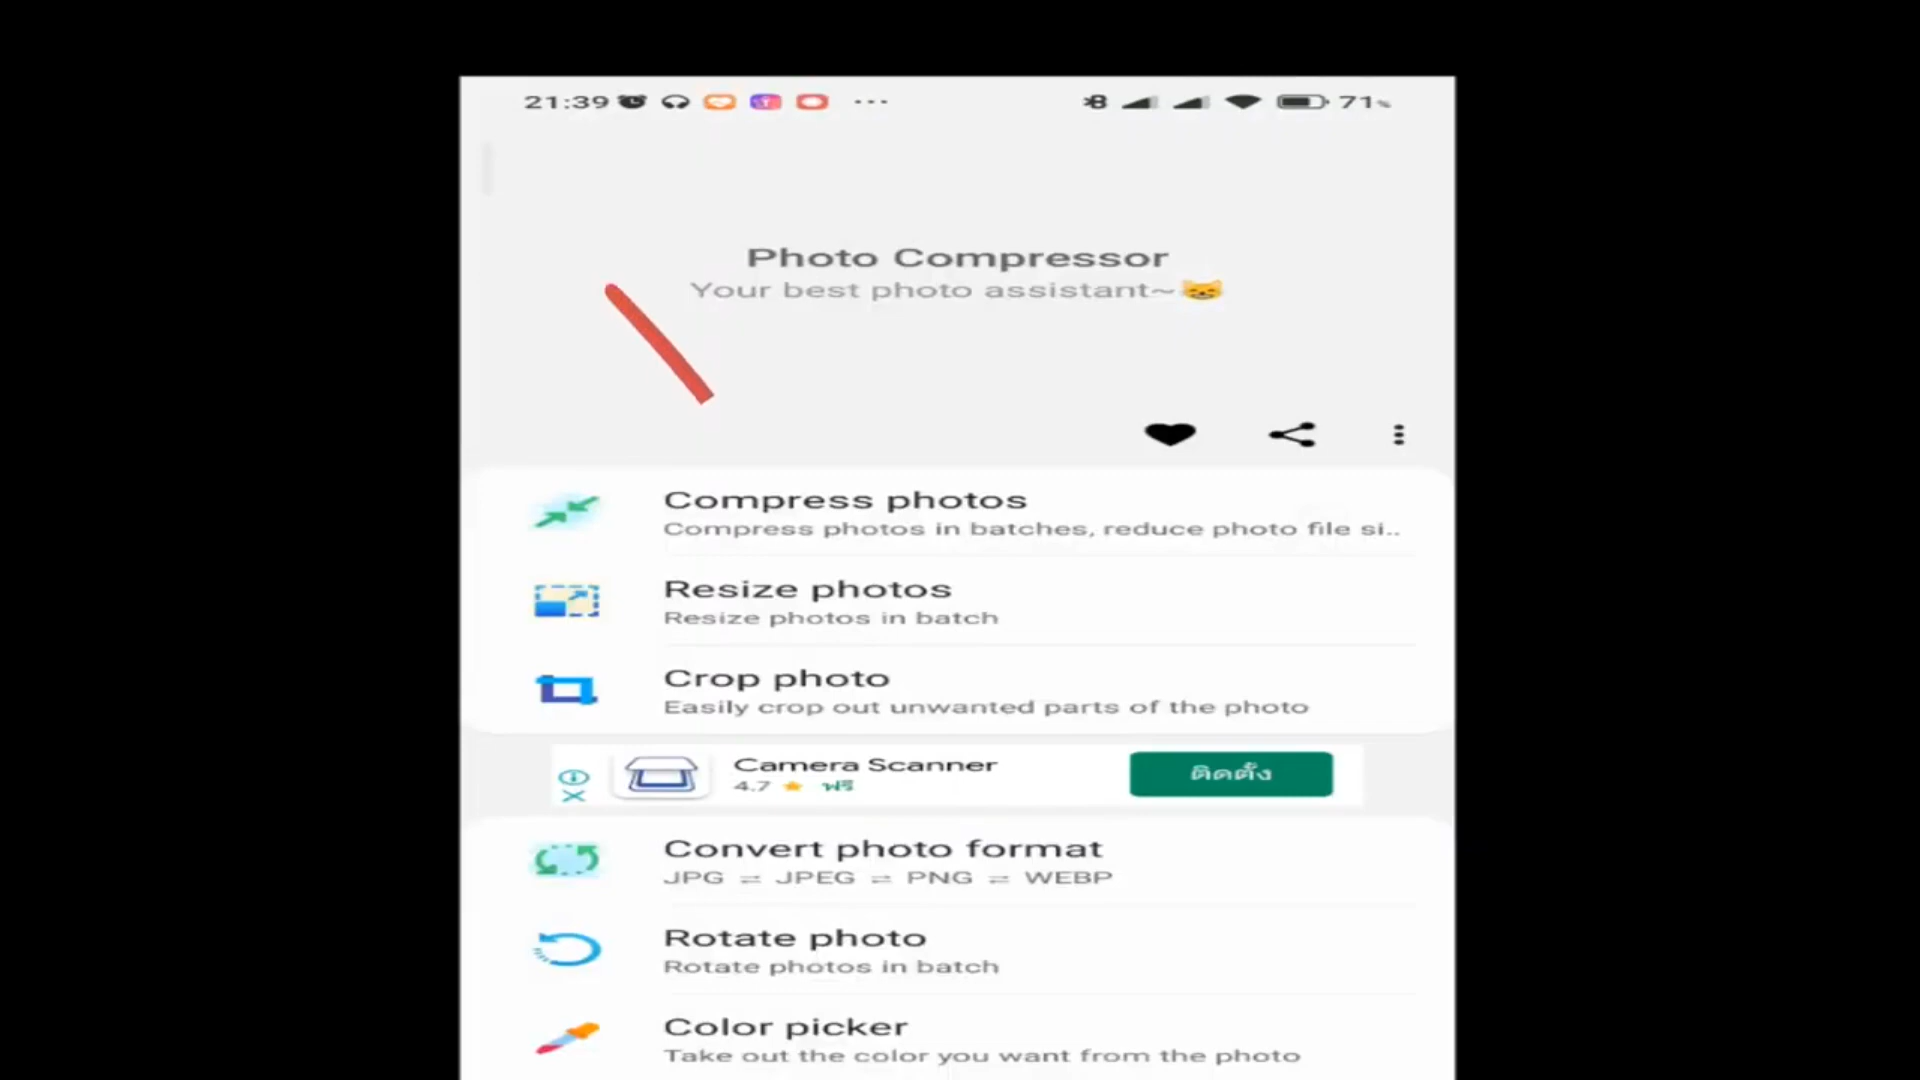 21:39 ... 71%
Photo Compressor
Your best photo assistant~😸
Compress photos
Compress photos in batches, reduce photo file si..
Resize photos
Resize photos in batch
Crop photo
Easily crop out unwanted parts of the photo
Camera Scanner
4.7 ★ ฟรี
ติดตั้ง
Convert photo format
JPG ⇌ JPEG ⇌ PNG ⇌ WEBP
Rotate photo
Rotate photos in batch
Color picker
Take out the color you want from the photo